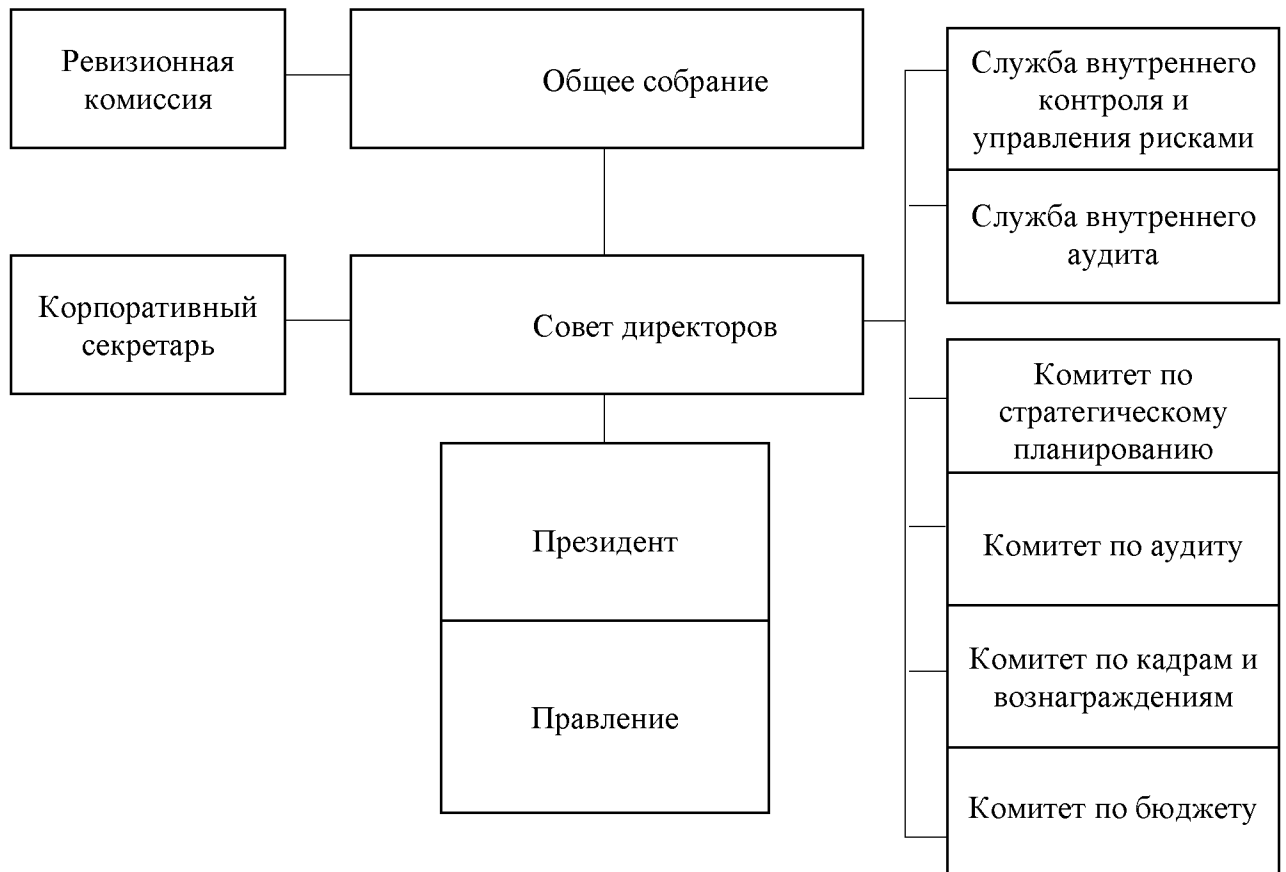 Ревизионная
комиссия
Общее собрание
Служба внутреннего
контроля и
управления рисками
Служба внутреннего
аудита
Корпоративный
секретарь
Совет директоров
Комитет по
стратегическому
планированию
Президент
Комитет по аудиту
Правление
Комитет по кадрам и
вознаграждениям
Комитет по бюджету